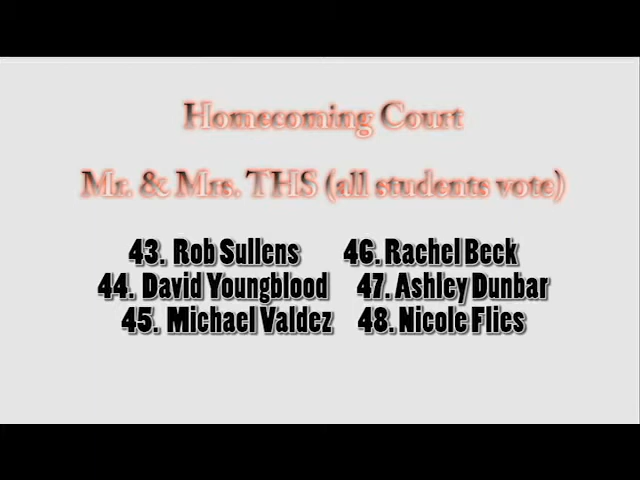 Homecoming Court
Mr. & Mrs. THS (all students vote)
43. Rob Sullens 46. Rachel Beck
44. David Youngblood 47. Ashley Dunbar
45. Michael Valdez 48. Nicole Flies